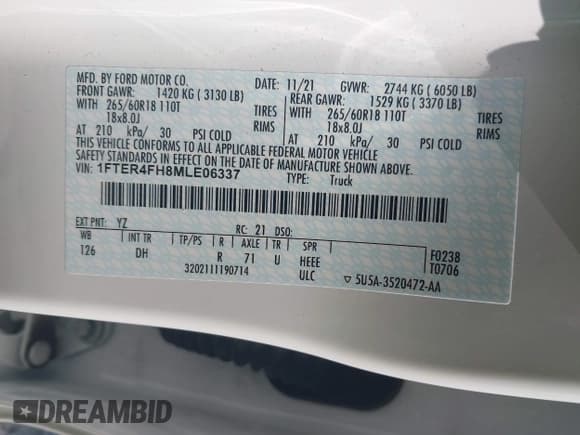 MFD. BY FORD MOTOR CO. DATE: 11/21 GVWR: 2744 KG ( 6050 LB)
FRONT GAWR: 1420 KG ( 3130 LB) REAR GAWR: 1529 KG ( 3370 LB)
WITH 265/60R18 110T TIRES WITH 265/60R18 110T TIRES
18x8.0J RIMS 18x8.0J RIMS
AT 210 kPa/ 30 PSI COLD AT 210 kPa/ 30 PSI COLD
THIS VEHICLE CONFORMS TO ALL APPLICABLE FEDERAL MOTOR VEHICLE
SAFETY STANDARDS IN EFFECT ON THE DATE OF MANUFACTURE SHOWN ABOVE.
VIN: 1FTER4FH8MLE06337 TYPE: Truck
EXT PNT: YZ RC: 21 DSO:
WB INT TR TP/PS R AXLE TR SPR F0238
126 DH R 71 U HEEE T0706
3202111190714 ULC ▽ 5U5A-3520472-AA
DREAMBID